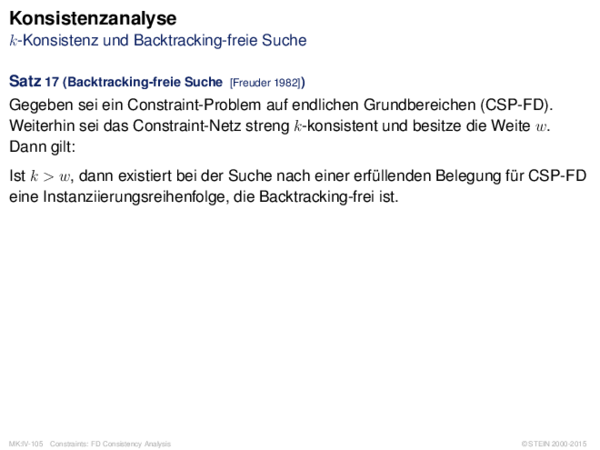 Konsistenzanalyse
k-Konsistenz und Backtracking-freie Suche
Satz 17 (Backtracking-freie Suche [Freuder 1982])
Gegeben sei ein Constraint-Problem auf endlichen Grundbereichen (CSP-FD).
Weiterhin sei das Constraint-Netz streng k-konsistent und besitze die Weite w.
Dann gilt:
Ist k > w, dann existiert bei der Suche nach einer erfüllenden Belegung für CSP-FD
eine Instanziierungsreihenfolge, die Backtracking-frei ist.
MK:IV-105 Constraints: FD Consistency Analysis © STEIN 2000-2015